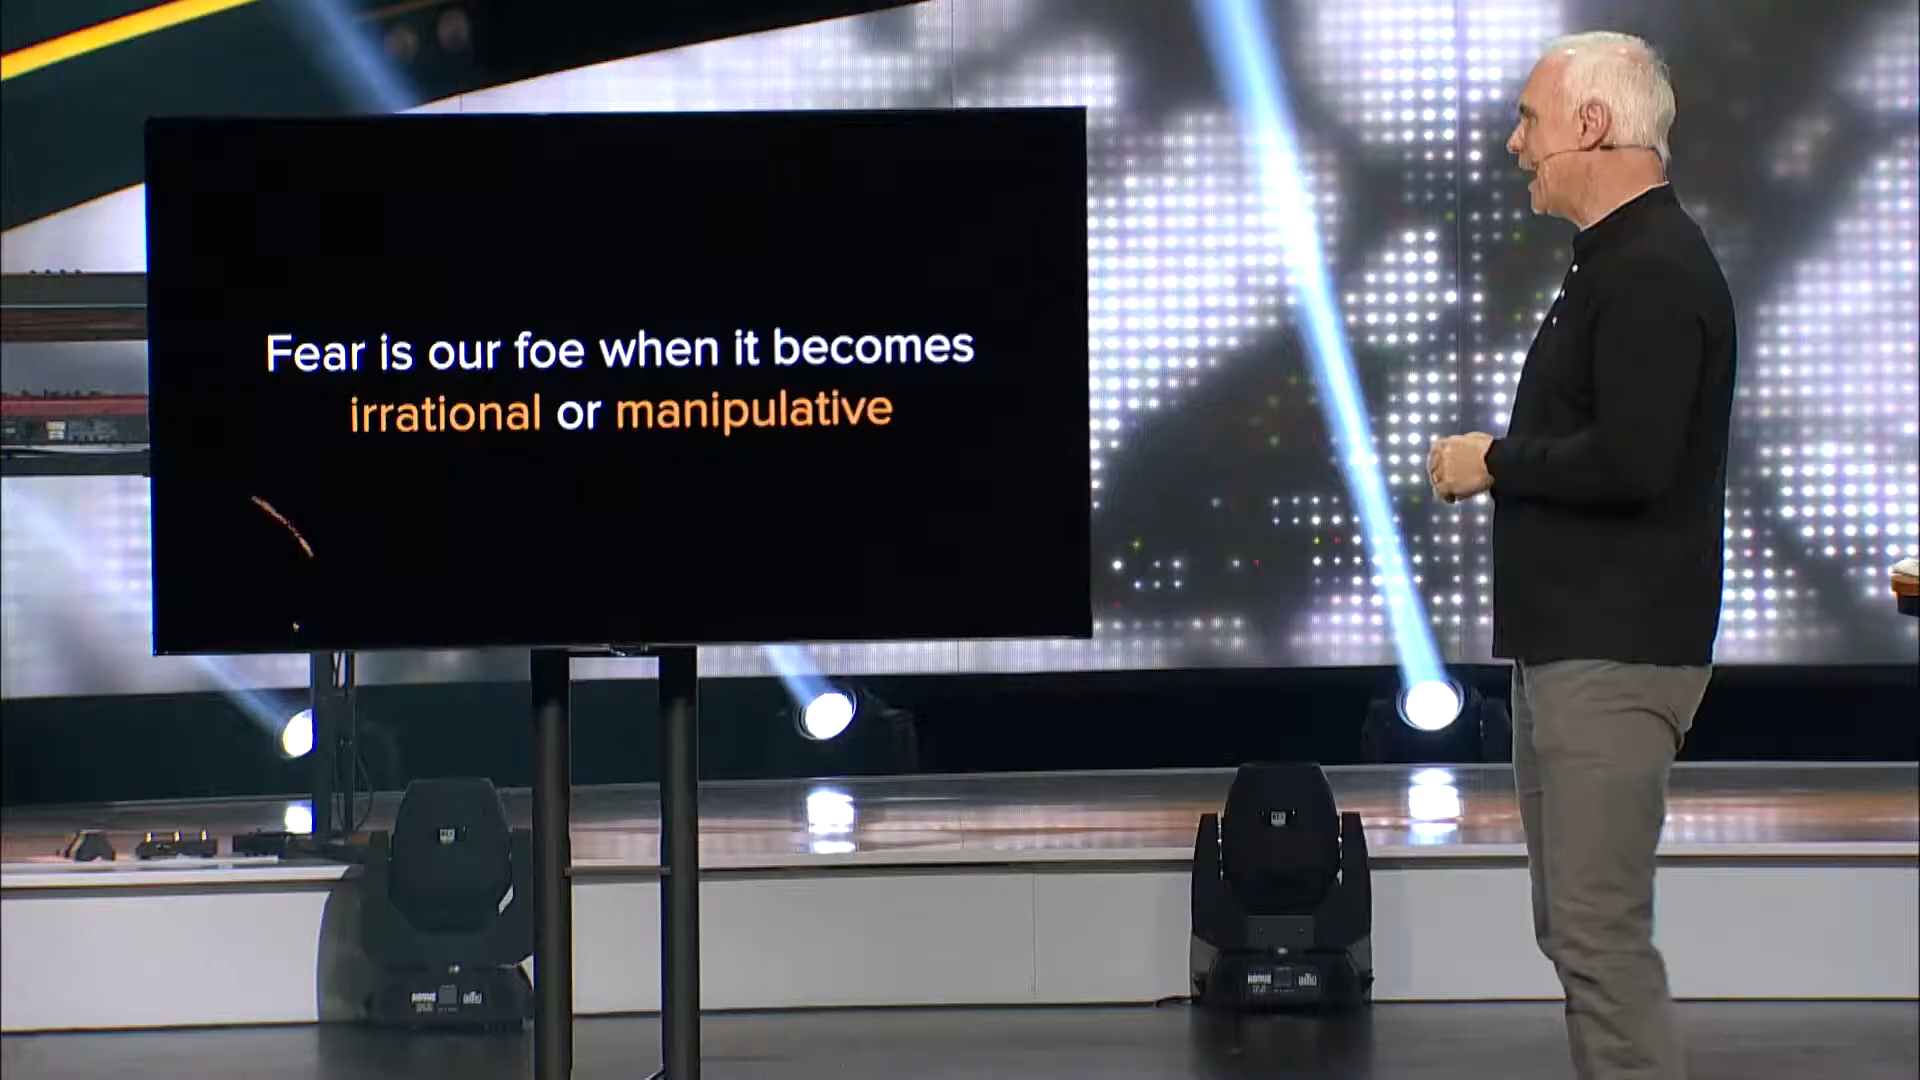 Fear is our foe when it becomes
irrational or manipulative